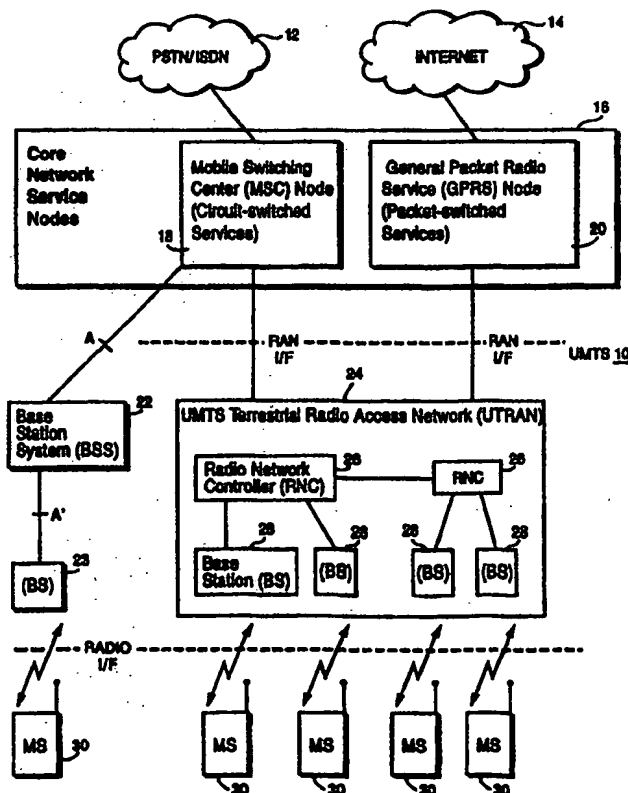 12
PSTN/ISDN
14
INTERNET
16
Core
Network
Service
Nodes
Mobile Switching
Center (MSC) Node
(Circuit-switched
Services)
18
General Packet Radio
Service (GPRS) Node
(Packet-switched
Services)
20
A
RAN
I/F
RAN
I/F
UMTS 10
22
Base
Station
System (BSS)
24
UMTS Terrestrial Radio Access Network (UTRAN)
Radio Network
Controller (RNC)
26
RNC
26
A'
23
(BS)
28
Base
Station (BS)
28
(BS)
28
(BS)
28
(BS)
RADIO
I/F
MS
30
MS
30
MS
30
MS
30
MS
30